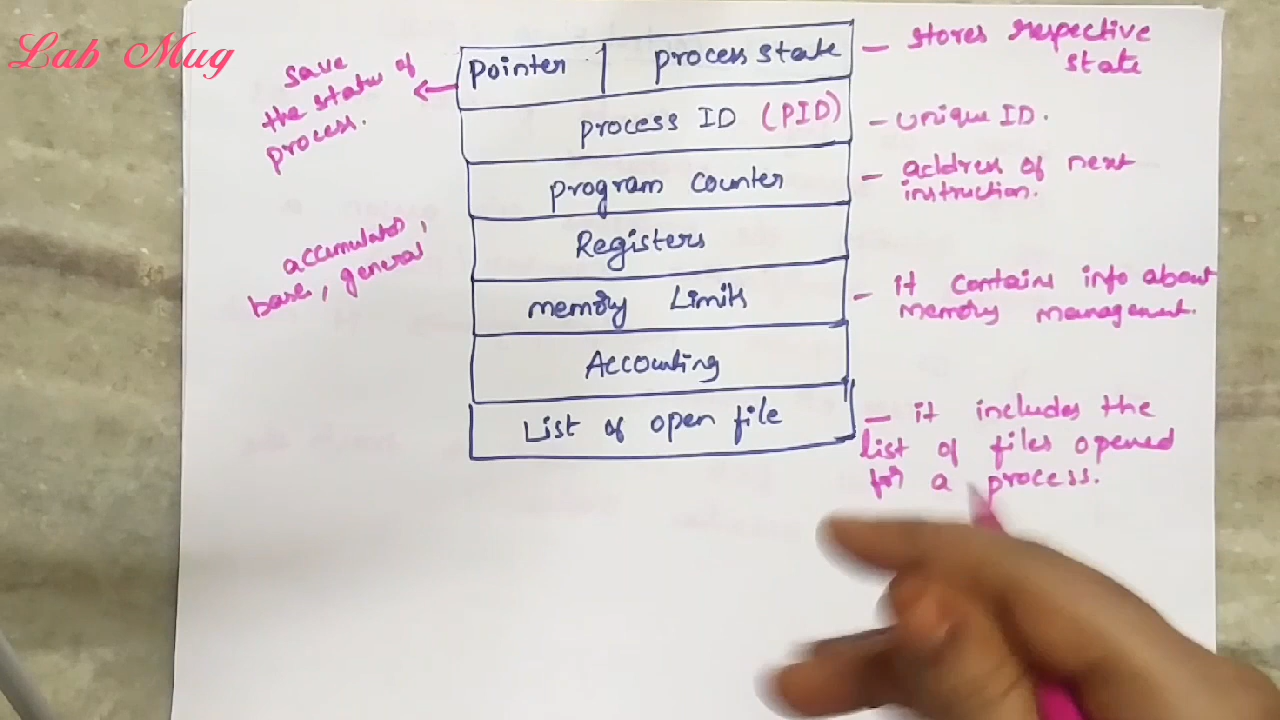 Lab Mug
save
the status of
process.
pointer
process state
stores respective
state
process ID (PID)
unique ID.
program counter
address of next
instruction.
Registers
accumulator,
base, general
memory Limits
it contains info about
memory management.
Accounting
List of open file
it includes the
list of files opened
for a process.